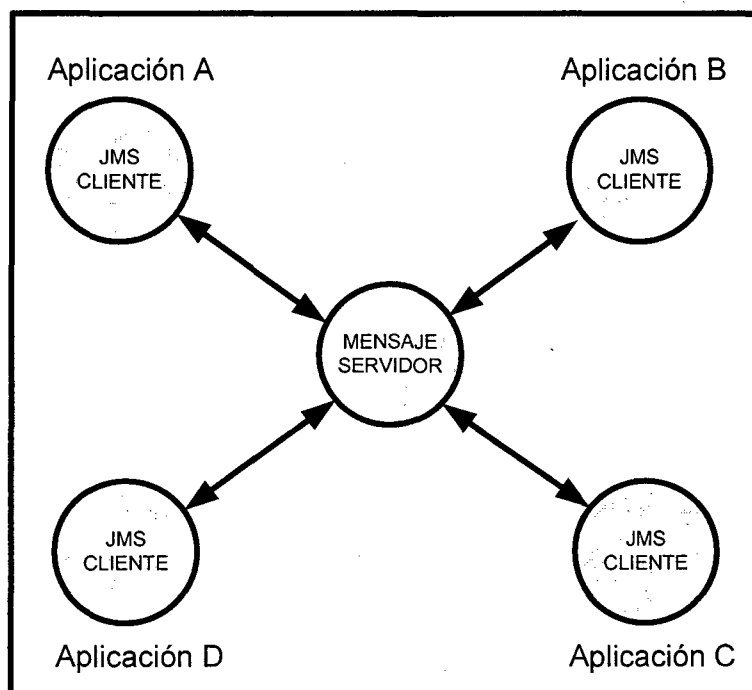 Aplicación A
Aplicación B
JMS
CLIENTE
JMS
CLIENTE
MENSAJE
SERVIDOR
JMS
CLIENTE
JMS
CLIENTE
Aplicación D
Aplicación C